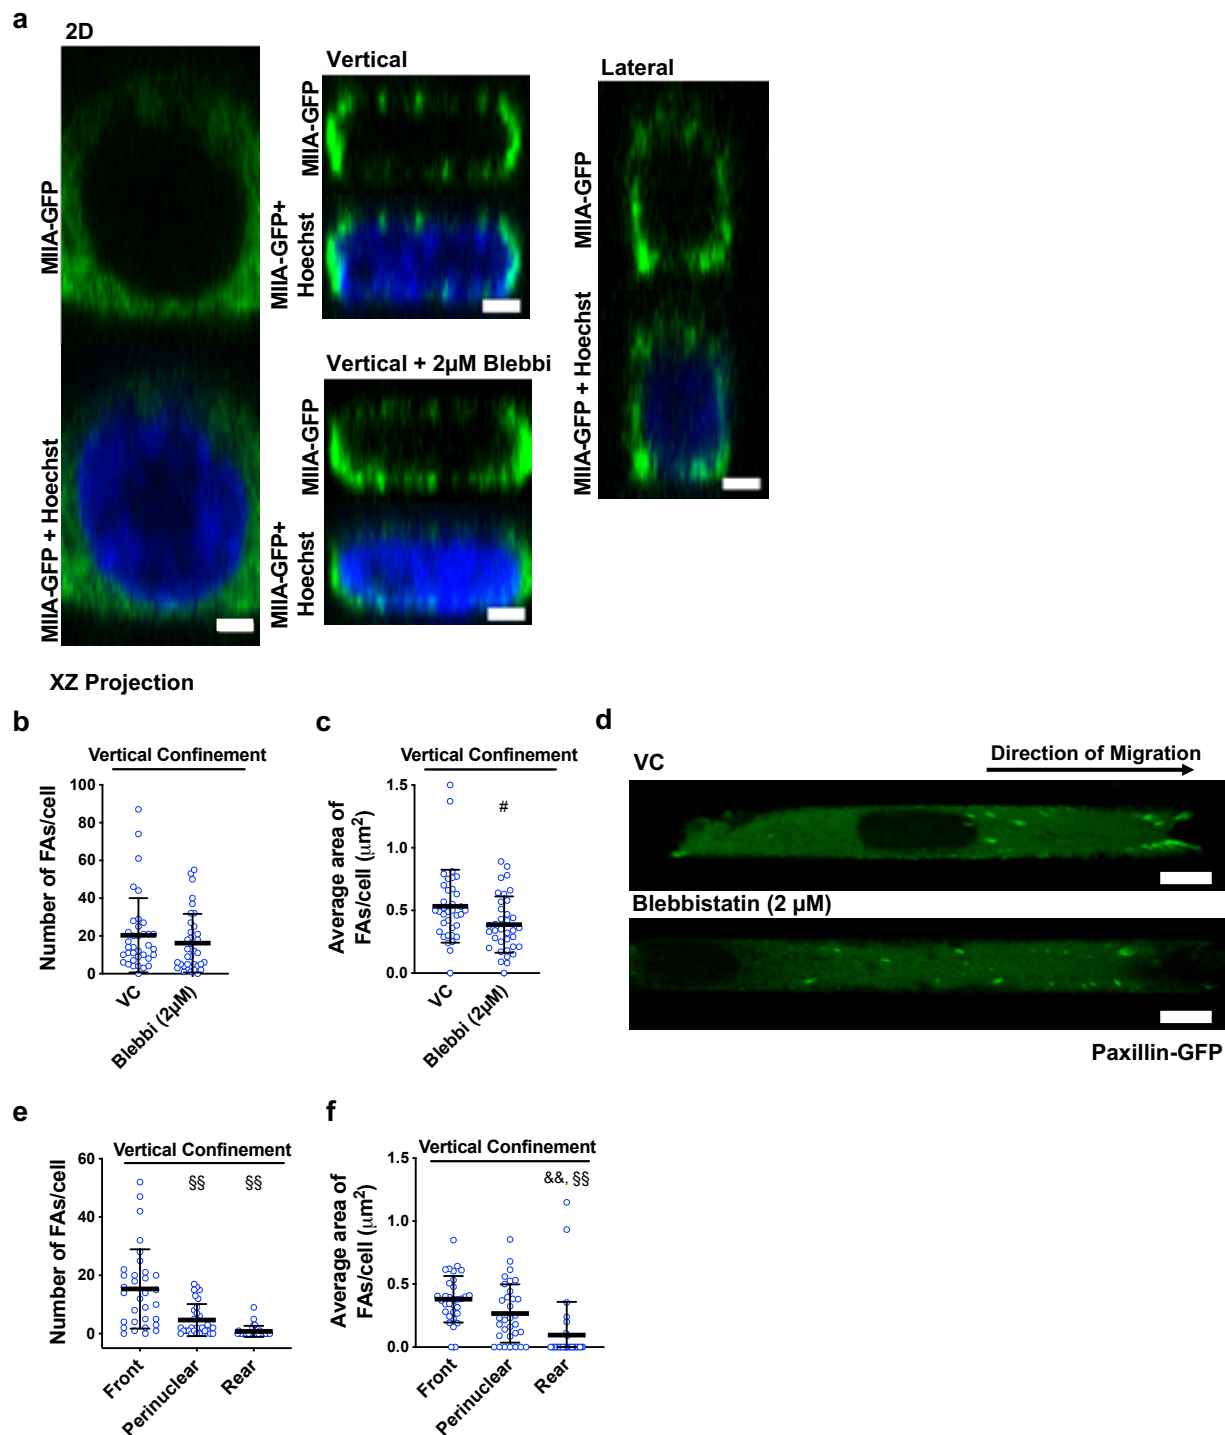 a
2D
MIIA-GFP
MIIA-GFP + Hoechst
Vertical
MIIA-GFP
MIIA-GFP+
Hoechst
Vertical + 2µM Blebbi
MIIA-GFP
MIIA-GFP+
Hoechst
Lateral
MIIA-GFP
MIIA-GFP + Hoechst
XZ Projection
b
Vertical Confinement
Number of FAs/cell
100
80
60
40
20
0
VC
Blebbi (2µM)
c
Vertical Confinement
Average area of
FAs/cell (µm²)
1.5
1.0
0.5
0.0
#
VC
Blebbi (2µM)
d
Direction of Migration
VC
Blebbistatin (2 µM)
Paxillin-GFP
e
Vertical Confinement
Number of FAs/cell
60
40
20
0
§§
§§
Front
Perinuclear
Rear
f
Vertical Confinement
Average area of
FAs/cell (µm²)
1.5
1.0
0.5
0.0
&&, §§
Front
Perinuclear
Rear